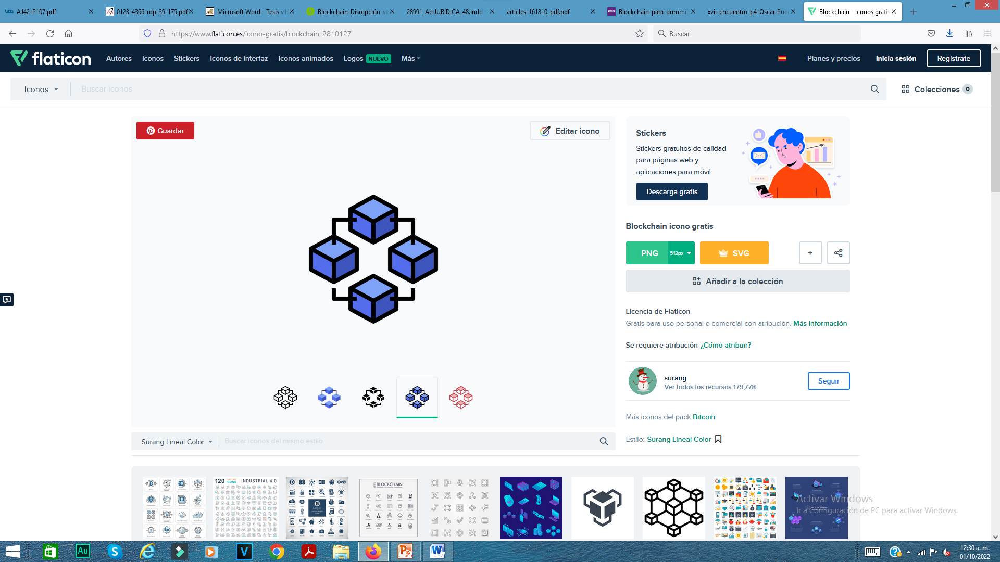 AJ42-P107.pdf
0123-4366-rdp-39-175.pdf
Microsoft Word - Tesis v1
Blockchain-Disrupción-va
28991_ActJURIDICA_48.indd -
articles-161810_pdf.pdf
Blockchain-para-dummie
xvii-encuentro-p4-Oscar-Pucc
Blockchain - Iconos gratis
https://www.flaticon.es/icono-gratis/blockchain_2810127
Buscar
flaticon
Autores
Iconos
Stickers
Iconos de interfaz
Iconos animados
Logos NUEVO
Más
Planes y precios
Inicia sesión
Regístrate
Iconos
Buscar iconos
Colecciones 0
Guardar
Editar icono
Stickers
Stickers gratuitos de calidad
para páginas web y
aplicaciones para móvil
Descarga gratis
Blockchain icono gratis
PNG 512px
SVG
+
Añadir a la colección
Licencia de Flaticon
Gratis para uso personal o comercial con atribución. Más información
Se requiere atribución ¿Cómo atribuir?
surang
Ver todos los recursos 179,778
Seguir
Más iconos del pack Bitcoin
Estilo: Surang Lineal Color
Surang Lineal Color
Buscar iconos del mismo estilo
120 INDUSTRIAL 4.0
BLOCKCHAIN
Activar Windows
Ir a Configuración de PC para activar Windows.
Au
12:30 a. m.
01/10/2022